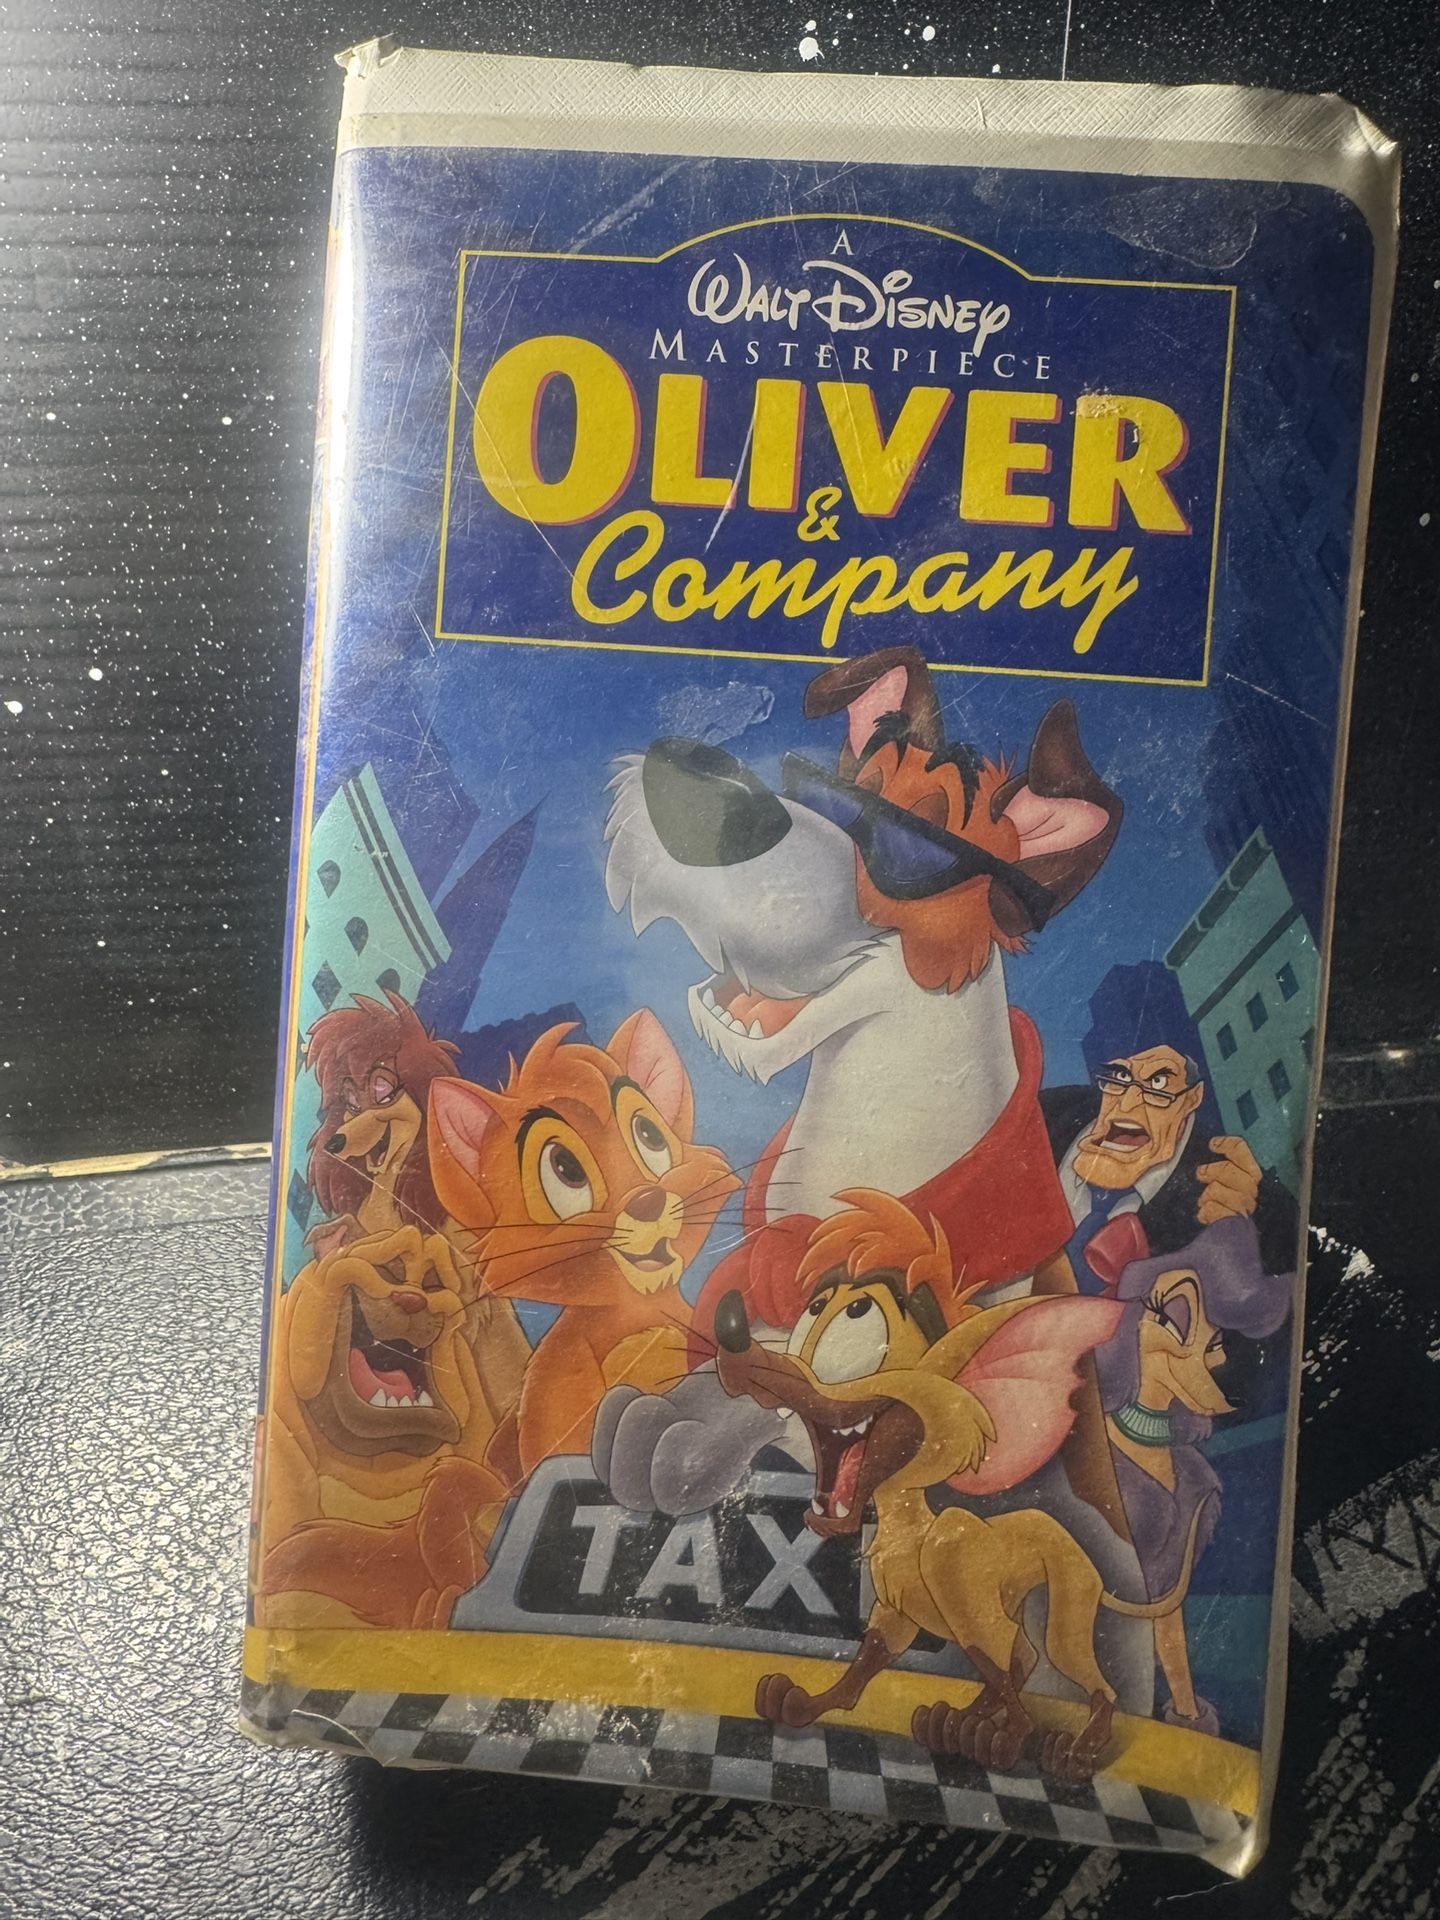 A
WALT DISNEY
MASTERPIECE
OLIVER
&
Company
TAXI